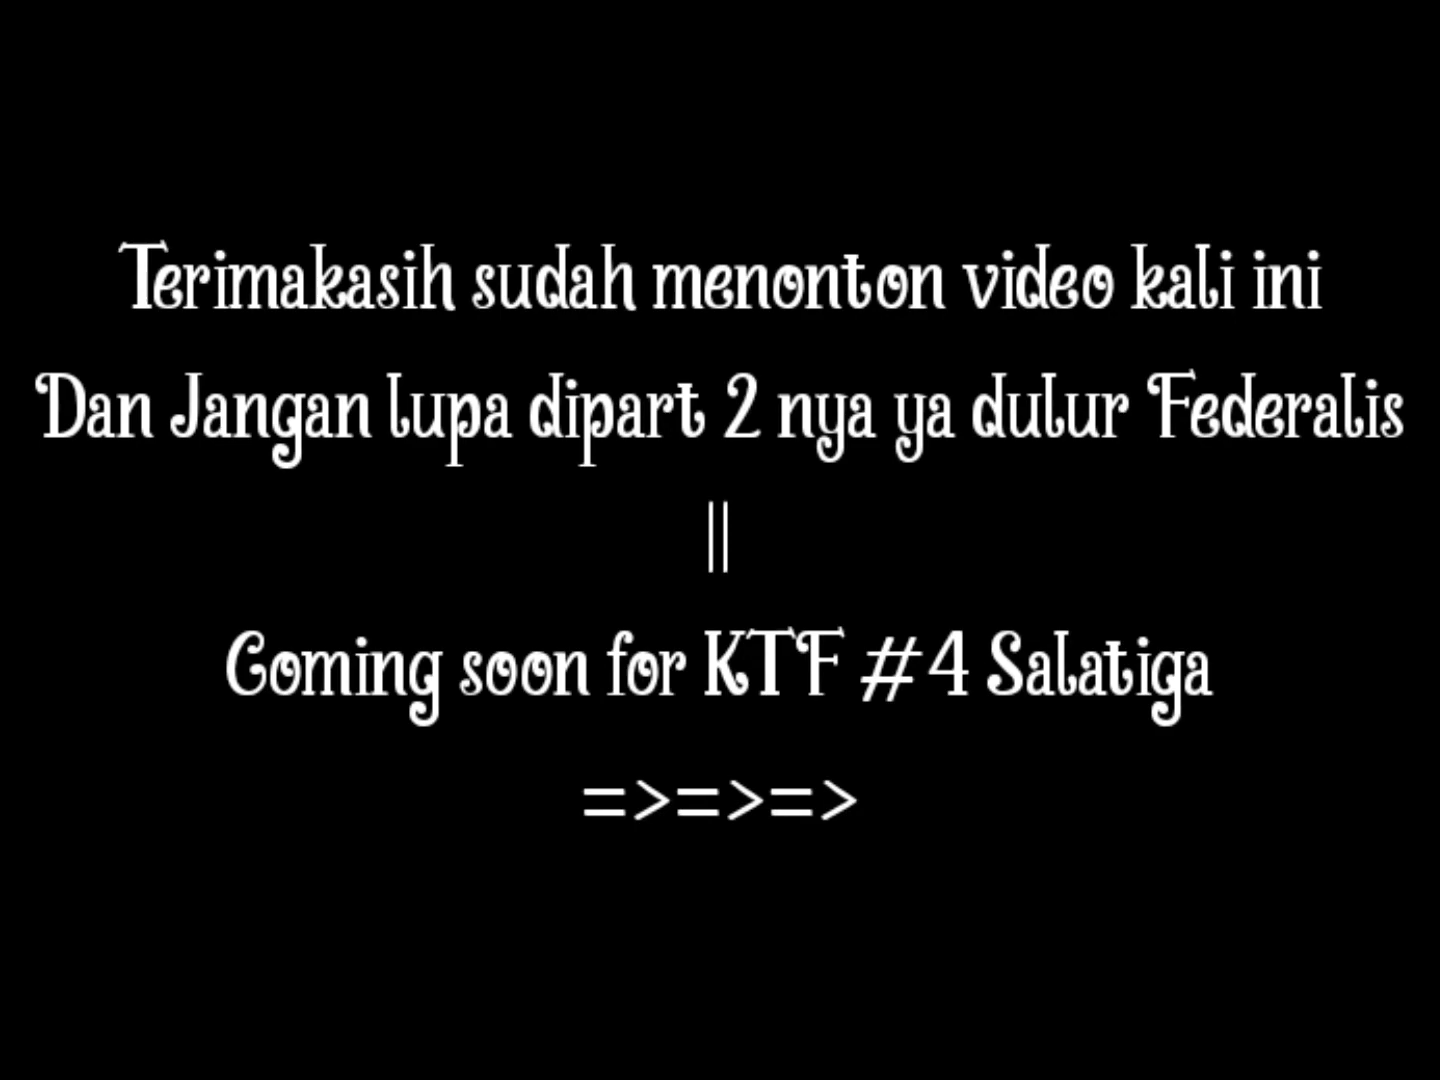 Terimakasih sudah menonton video kali ini
Dan Jangan lupa dipart 2 nya ya dulur Federalis
||
Coming soon for KTF #4 Salatiga
=>=>=>